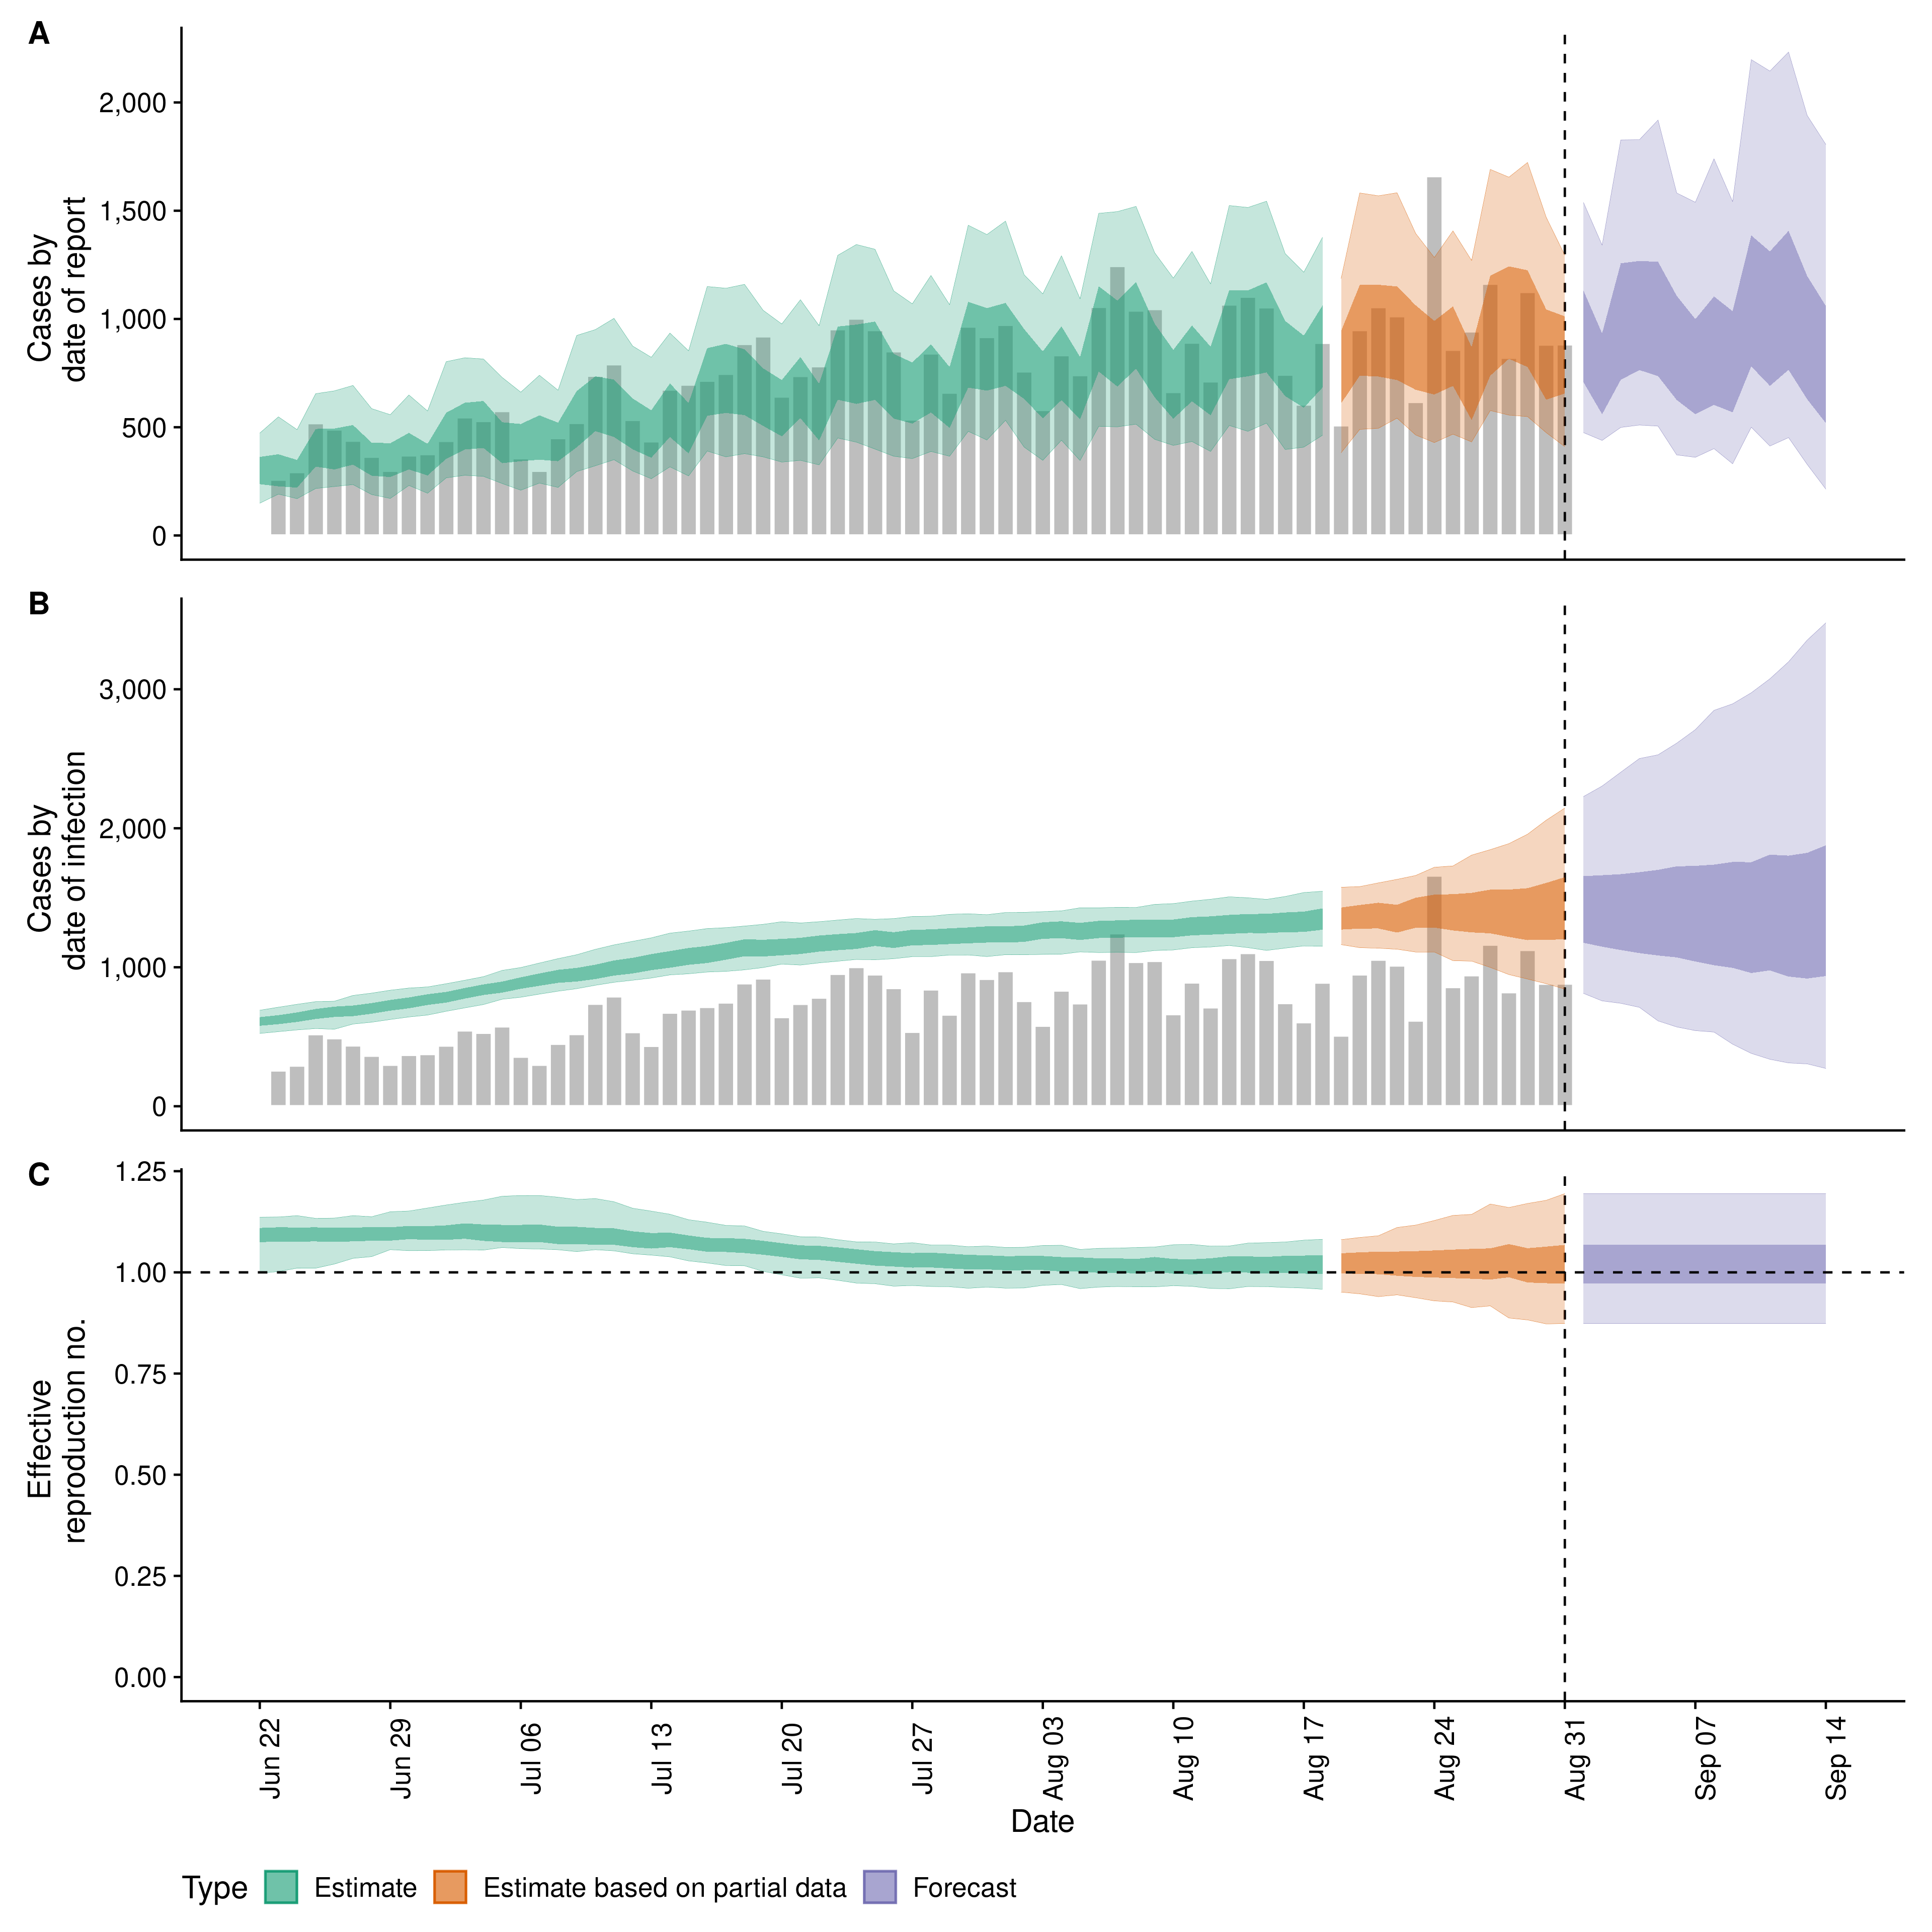 A
Cases by
date of report
2,000
1,500
1,000
500
0
B
Cases by
date of infection
3,000
2,000
1,000
0
C
Effective
reproduction no.
1.25
1.00
0.75
0.50
0.25
0.00
Jun 22
Jun 29
Jul 06
Jul 13
Jul 20
Jul 27
Aug 03
Aug 10
Aug 17
Aug 24
Aug 31
Sep 07
Sep 14
Date
Type Estimate Estimate based on partial data Forecast